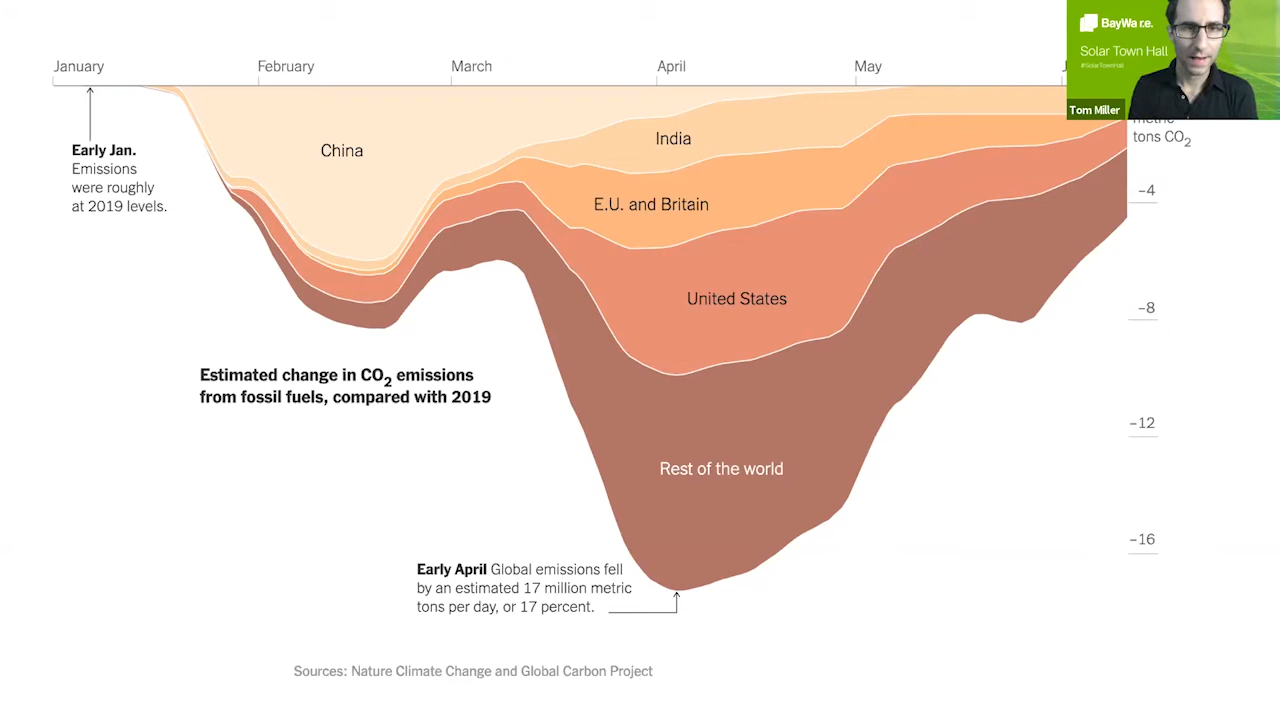 January
February
March
April
May
J
BayWa r.e.
Solar Town Hall
#SolarTownHall
Tom Miller
metric
tons CO2
Early Jan.
Emissions
were roughly
at 2019 levels.
China
India
E.U. and Britain
United States
Rest of the world
−4
−8
−12
−16
Estimated change in CO2 emissions
from fossil fuels, compared with 2019
Early April Global emissions fell
by an estimated 17 million metric
tons per day, or 17 percent.
Sources: Nature Climate Change and Global Carbon Project